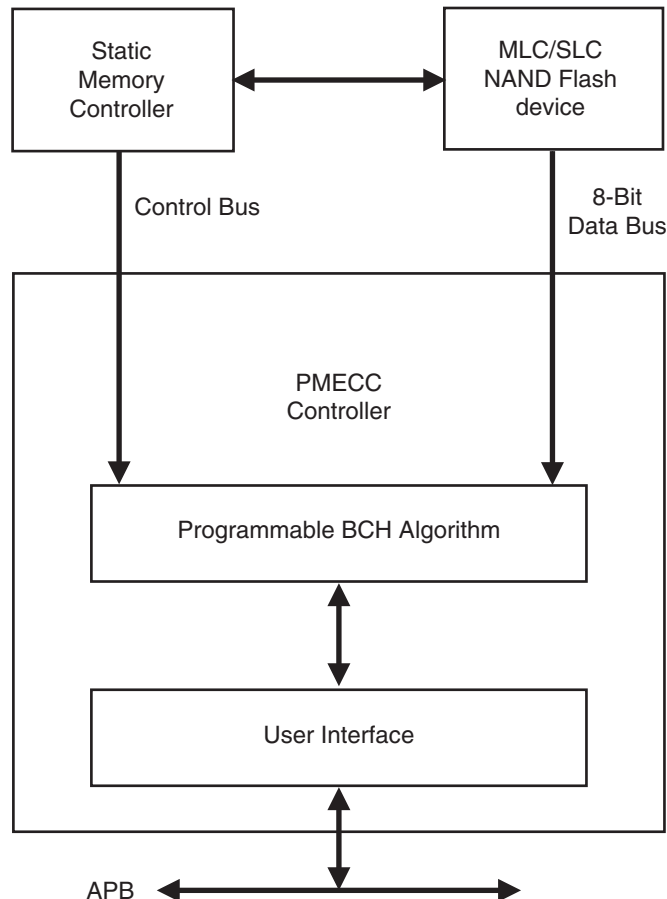 Static
Memory
Controller
MLC/SLC
NAND Flash
device
Control Bus
8-Bit
Data Bus
PMECC
Controller
Programmable BCH Algorithm
User Interface
APB